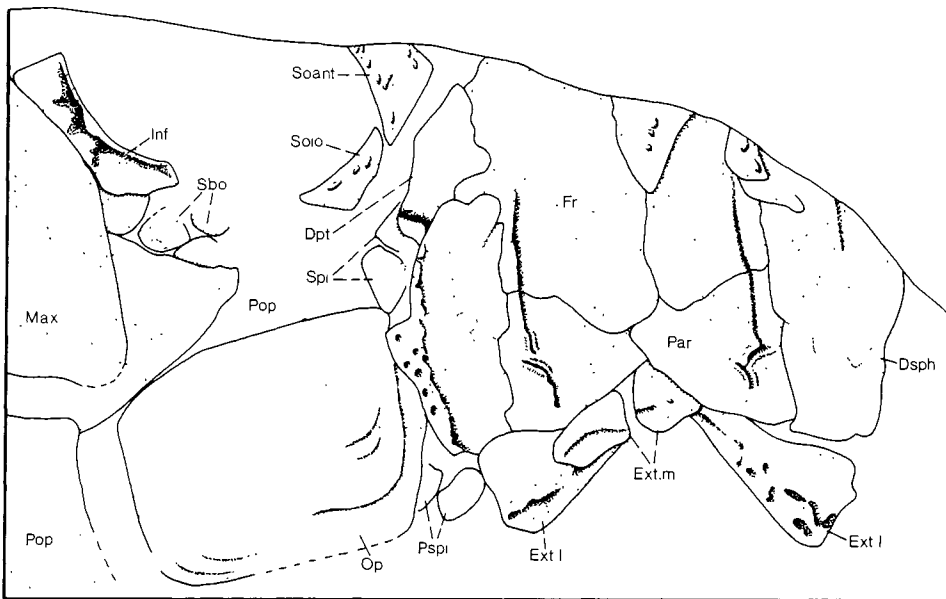 Soant
Inf
Soio
Sbo
Fr
Dpt
Spi
Pop
Max
Par
Dsph
Ext.m
Pop
Pspi
Op
Ext l
Ext l